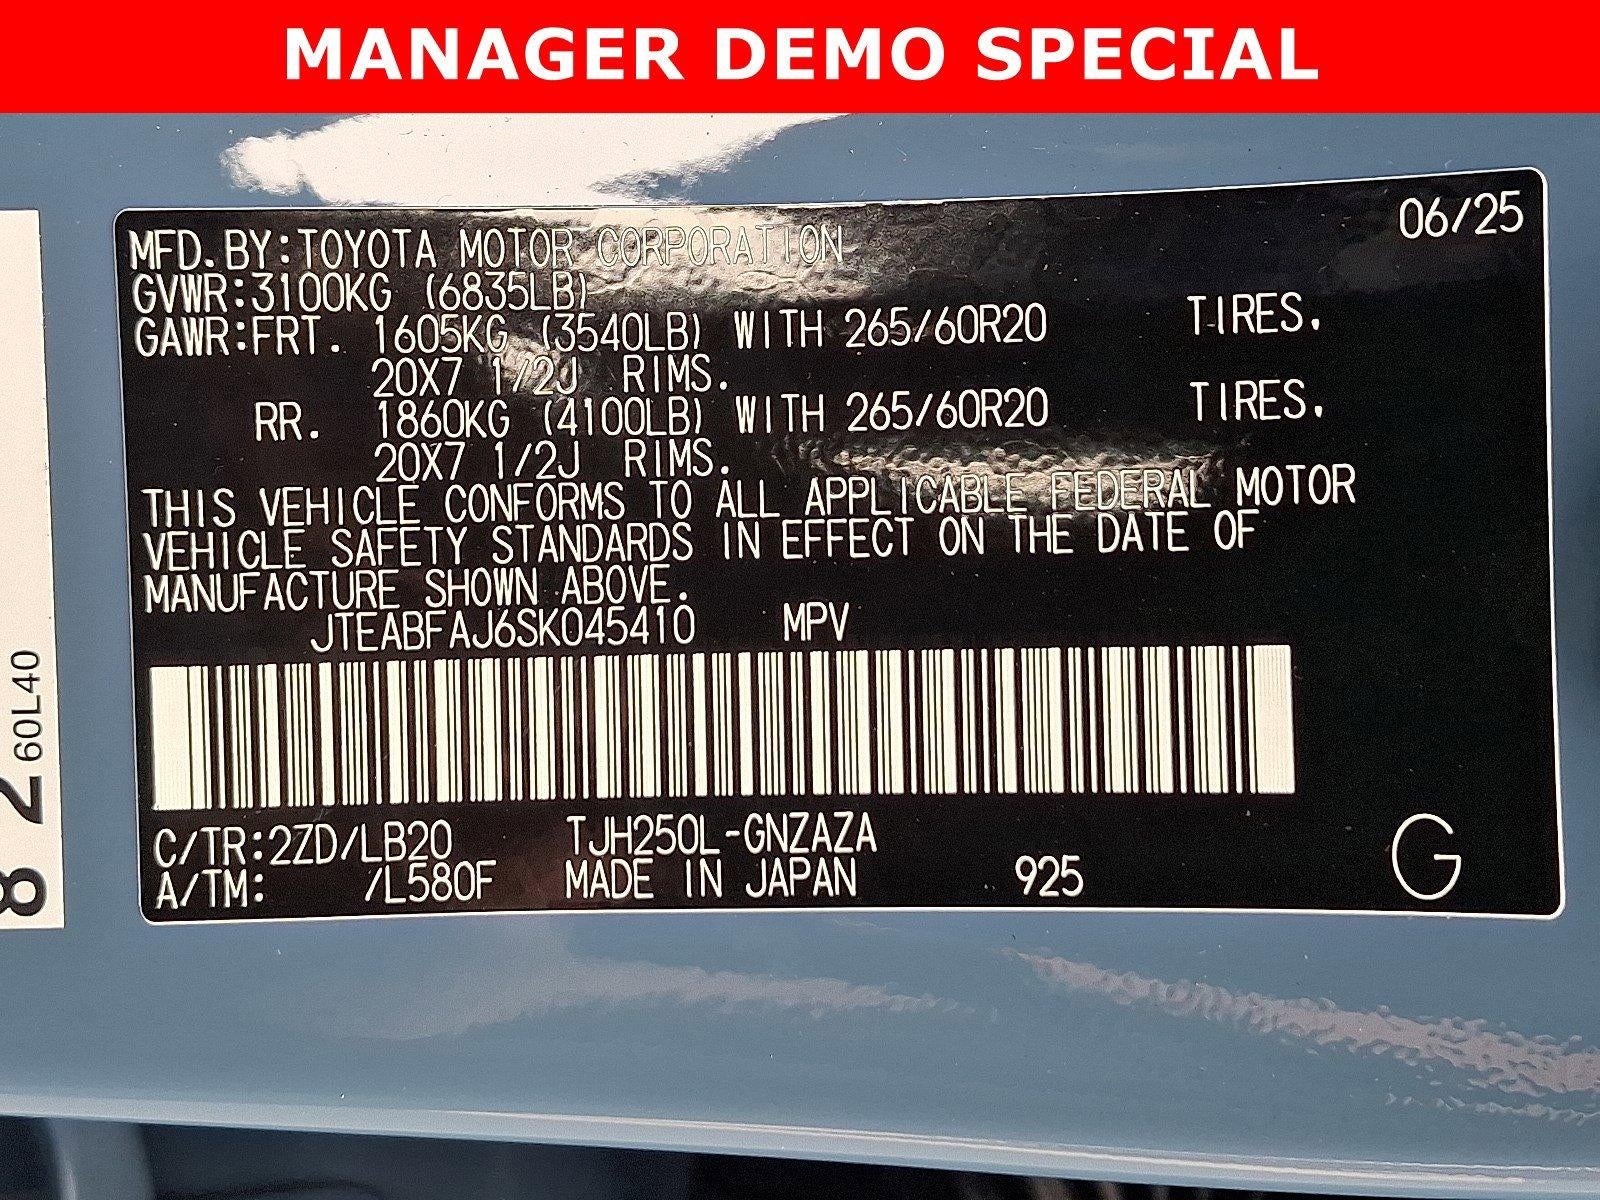 MANAGER DEMO SPECIAL
06/25
MFD.BY:TOYOTA MOTOR CORPORATION
GVWR:3100KG (6835LB)
GAWR:FRT. 1605KG (3540LB) WITH 265/60R20 TIRES.
20X7 1/2J RIMS.
RR. 1860KG (4100LB) WITH 265/60R20 TIRES.
20X7 1/2J RIMS.
THIS VEHICLE CONFORMS TO ALL APPLICABLE FEDERAL MOTOR
VEHICLE SAFETY STANDARDS IN EFFECT ON THE DATE OF
MANUFACTURE SHOWN ABOVE.
JTEABFAJ6SK045410 MPV
C/TR:2ZD/LB20 TJH250L-GNZAZA
A/TM: /L580F MADE IN JAPAN 925 G
8 2 60L40